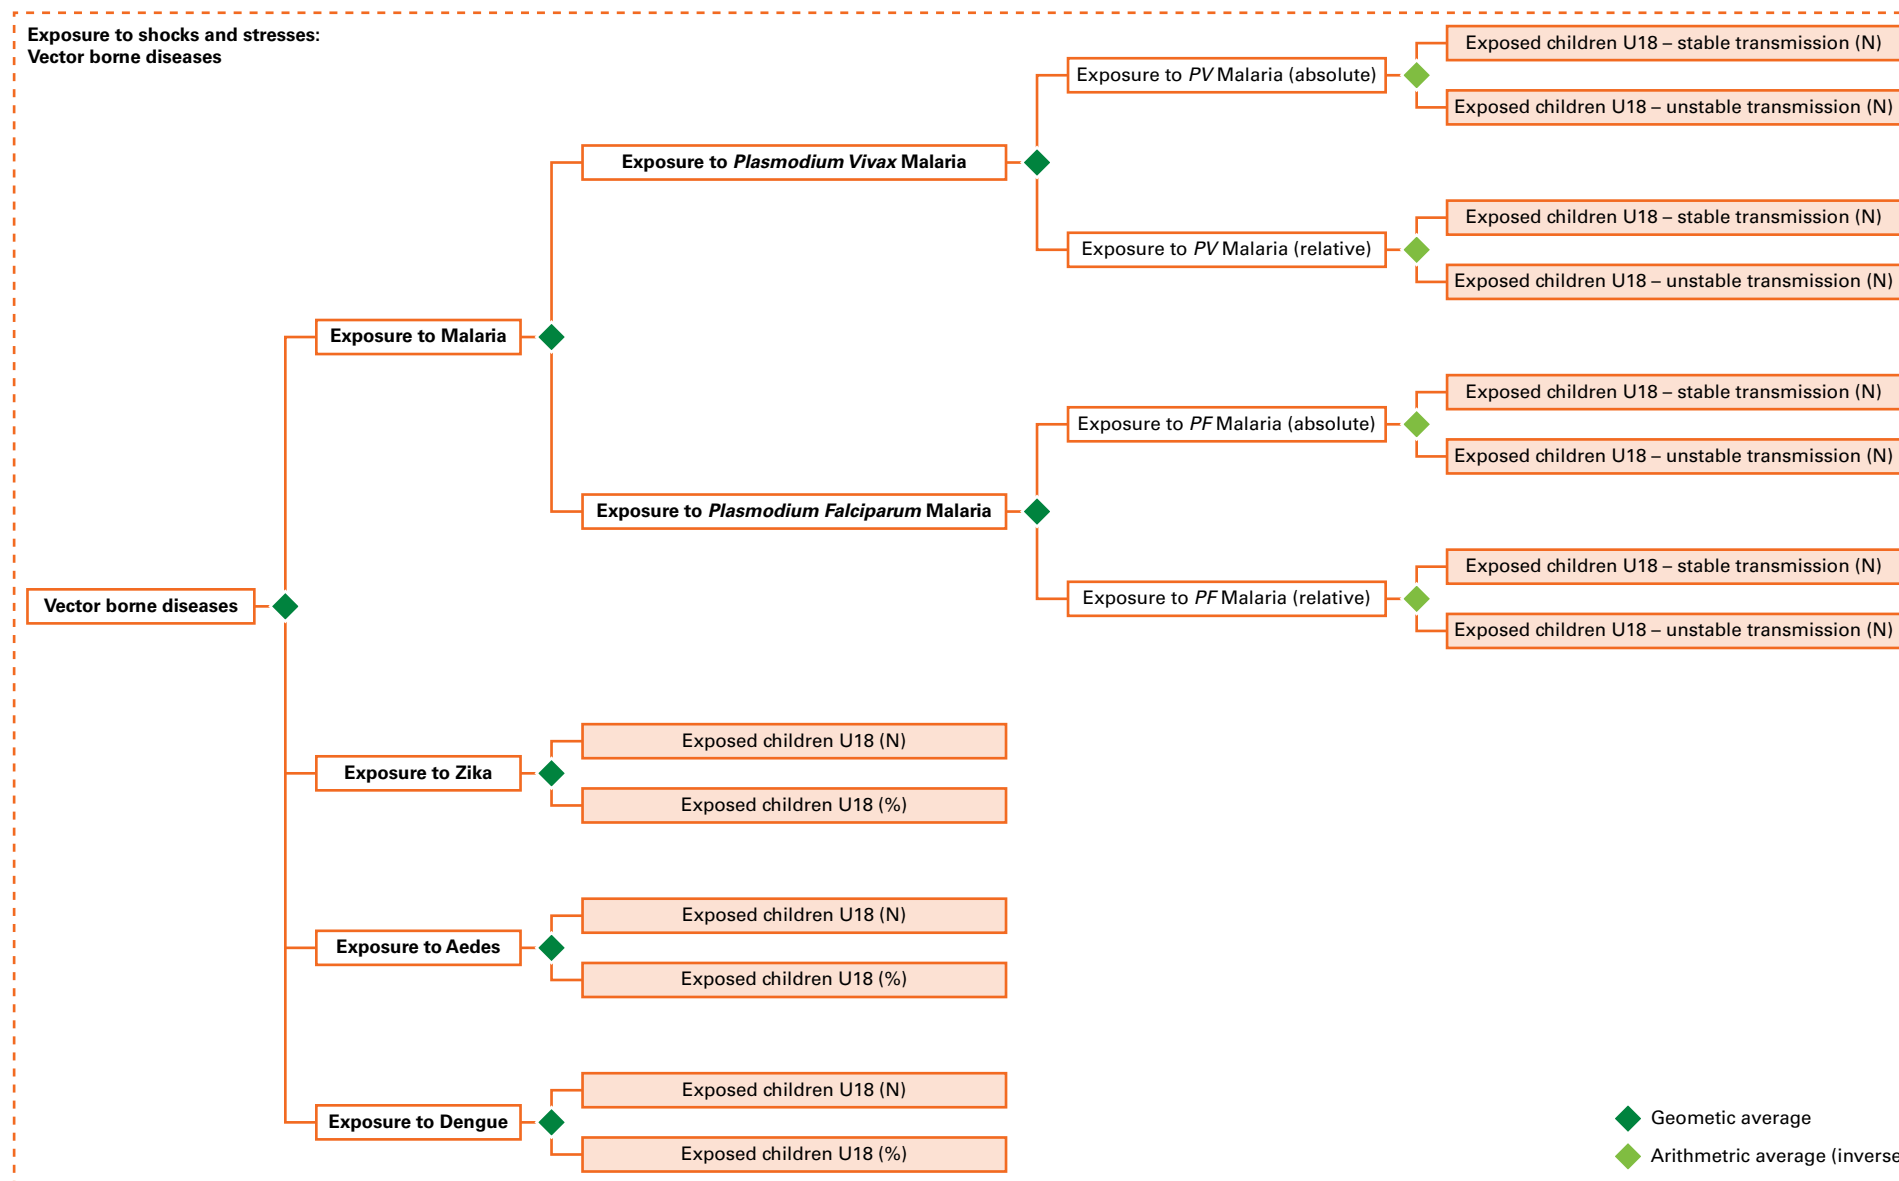 Exposure to shocks and stresses:
Vector borne diseases
Exposed children U18 – stable transmission (N)
Exposure to PV Malaria (absolute)
Exposed children U18 – unstable transmission (N)
Exposure to Plasmodium Vivax Malaria
Exposed children U18 – stable transmission (N)
Exposure to PV Malaria (relative)
Exposed children U18 – unstable transmission (N)
Exposure to Malaria
Exposed children U18 – stable transmission (N)
Exposure to PF Malaria (absolute)
Exposed children U18 – unstable transmission (N)
Exposure to Plasmodium Falciparum Malaria
Exposed children U18 – stable transmission (N)
Exposure to PF Malaria (relative)
Exposed children U18 – unstable transmission (N)
Vector borne diseases
Exposed children U18 (N)
Exposure to Zika
Exposed children U18 (%)
Exposed children U18 (N)
Exposure to Aedes
Exposed children U18 (%)
Exposed children U18 (N)
Exposure to Dengue
Exposed children U18 (%)
Geometic average
Arithmetric average (inverse